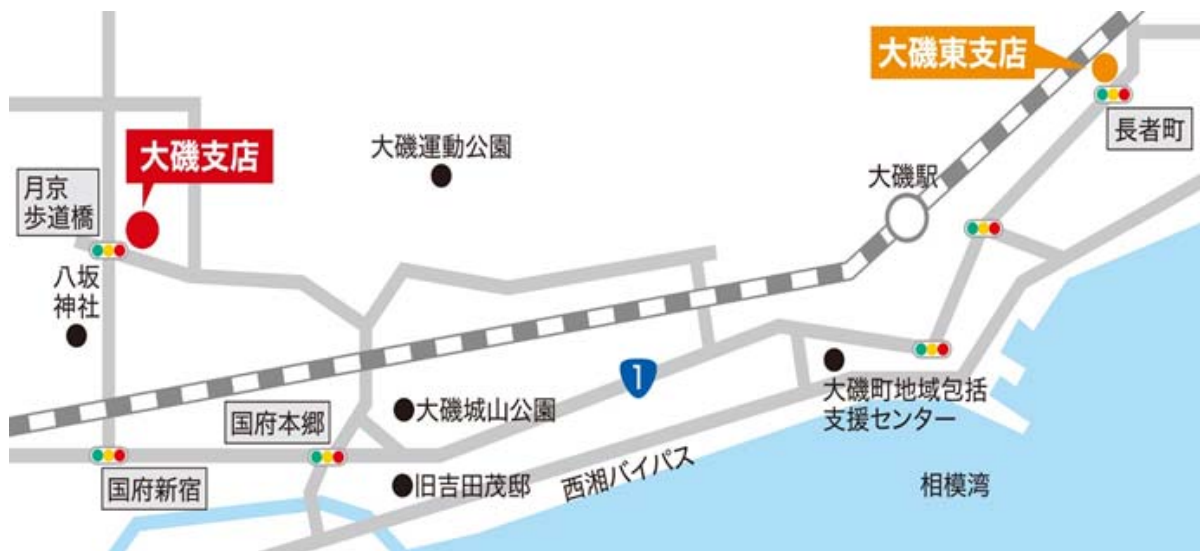 大磯東支店
長者町
大磯支店
大磯運動公園
月京
歩道橋
大磯駅
八坂
神社
1
大磯町地域包括
支援センター
国府本郷
大磯城山公園
西湘バイパス
国府新宿
旧吉田茂邸
相模湾